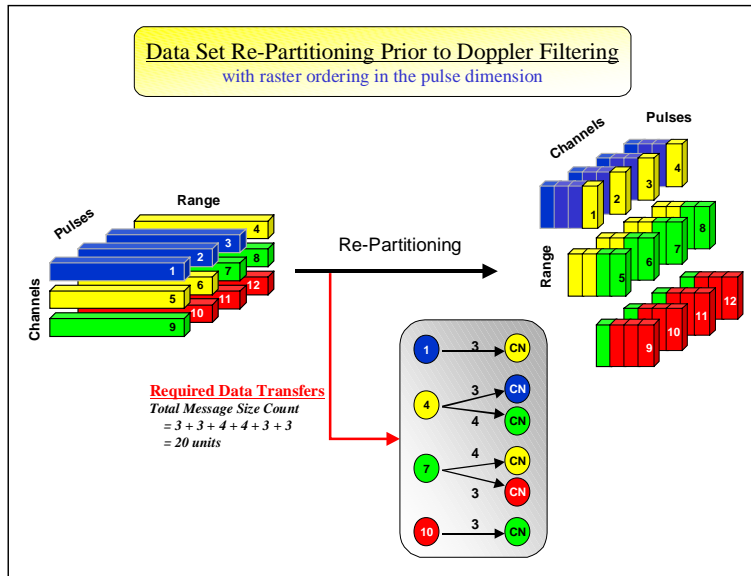 Data Set Re-Partitioning Prior to Doppler Filtering
with raster ordering in the pulse dimension
Pulses
Range
Channels
4
3
2
1
8
7
6
5
12
11
10
9
Re-Partitioning
Channels
Pulses
Range
4
3
2
1
8
7
6
5
12
11
10
9
Required Data Transfers
Total Message Size Count
= 3 + 3 + 4 + 4 + 3 + 3
= 20 units
1 3 CN
4 3 CN
4 CN
7 4 CN
3 CN
10 3 CN